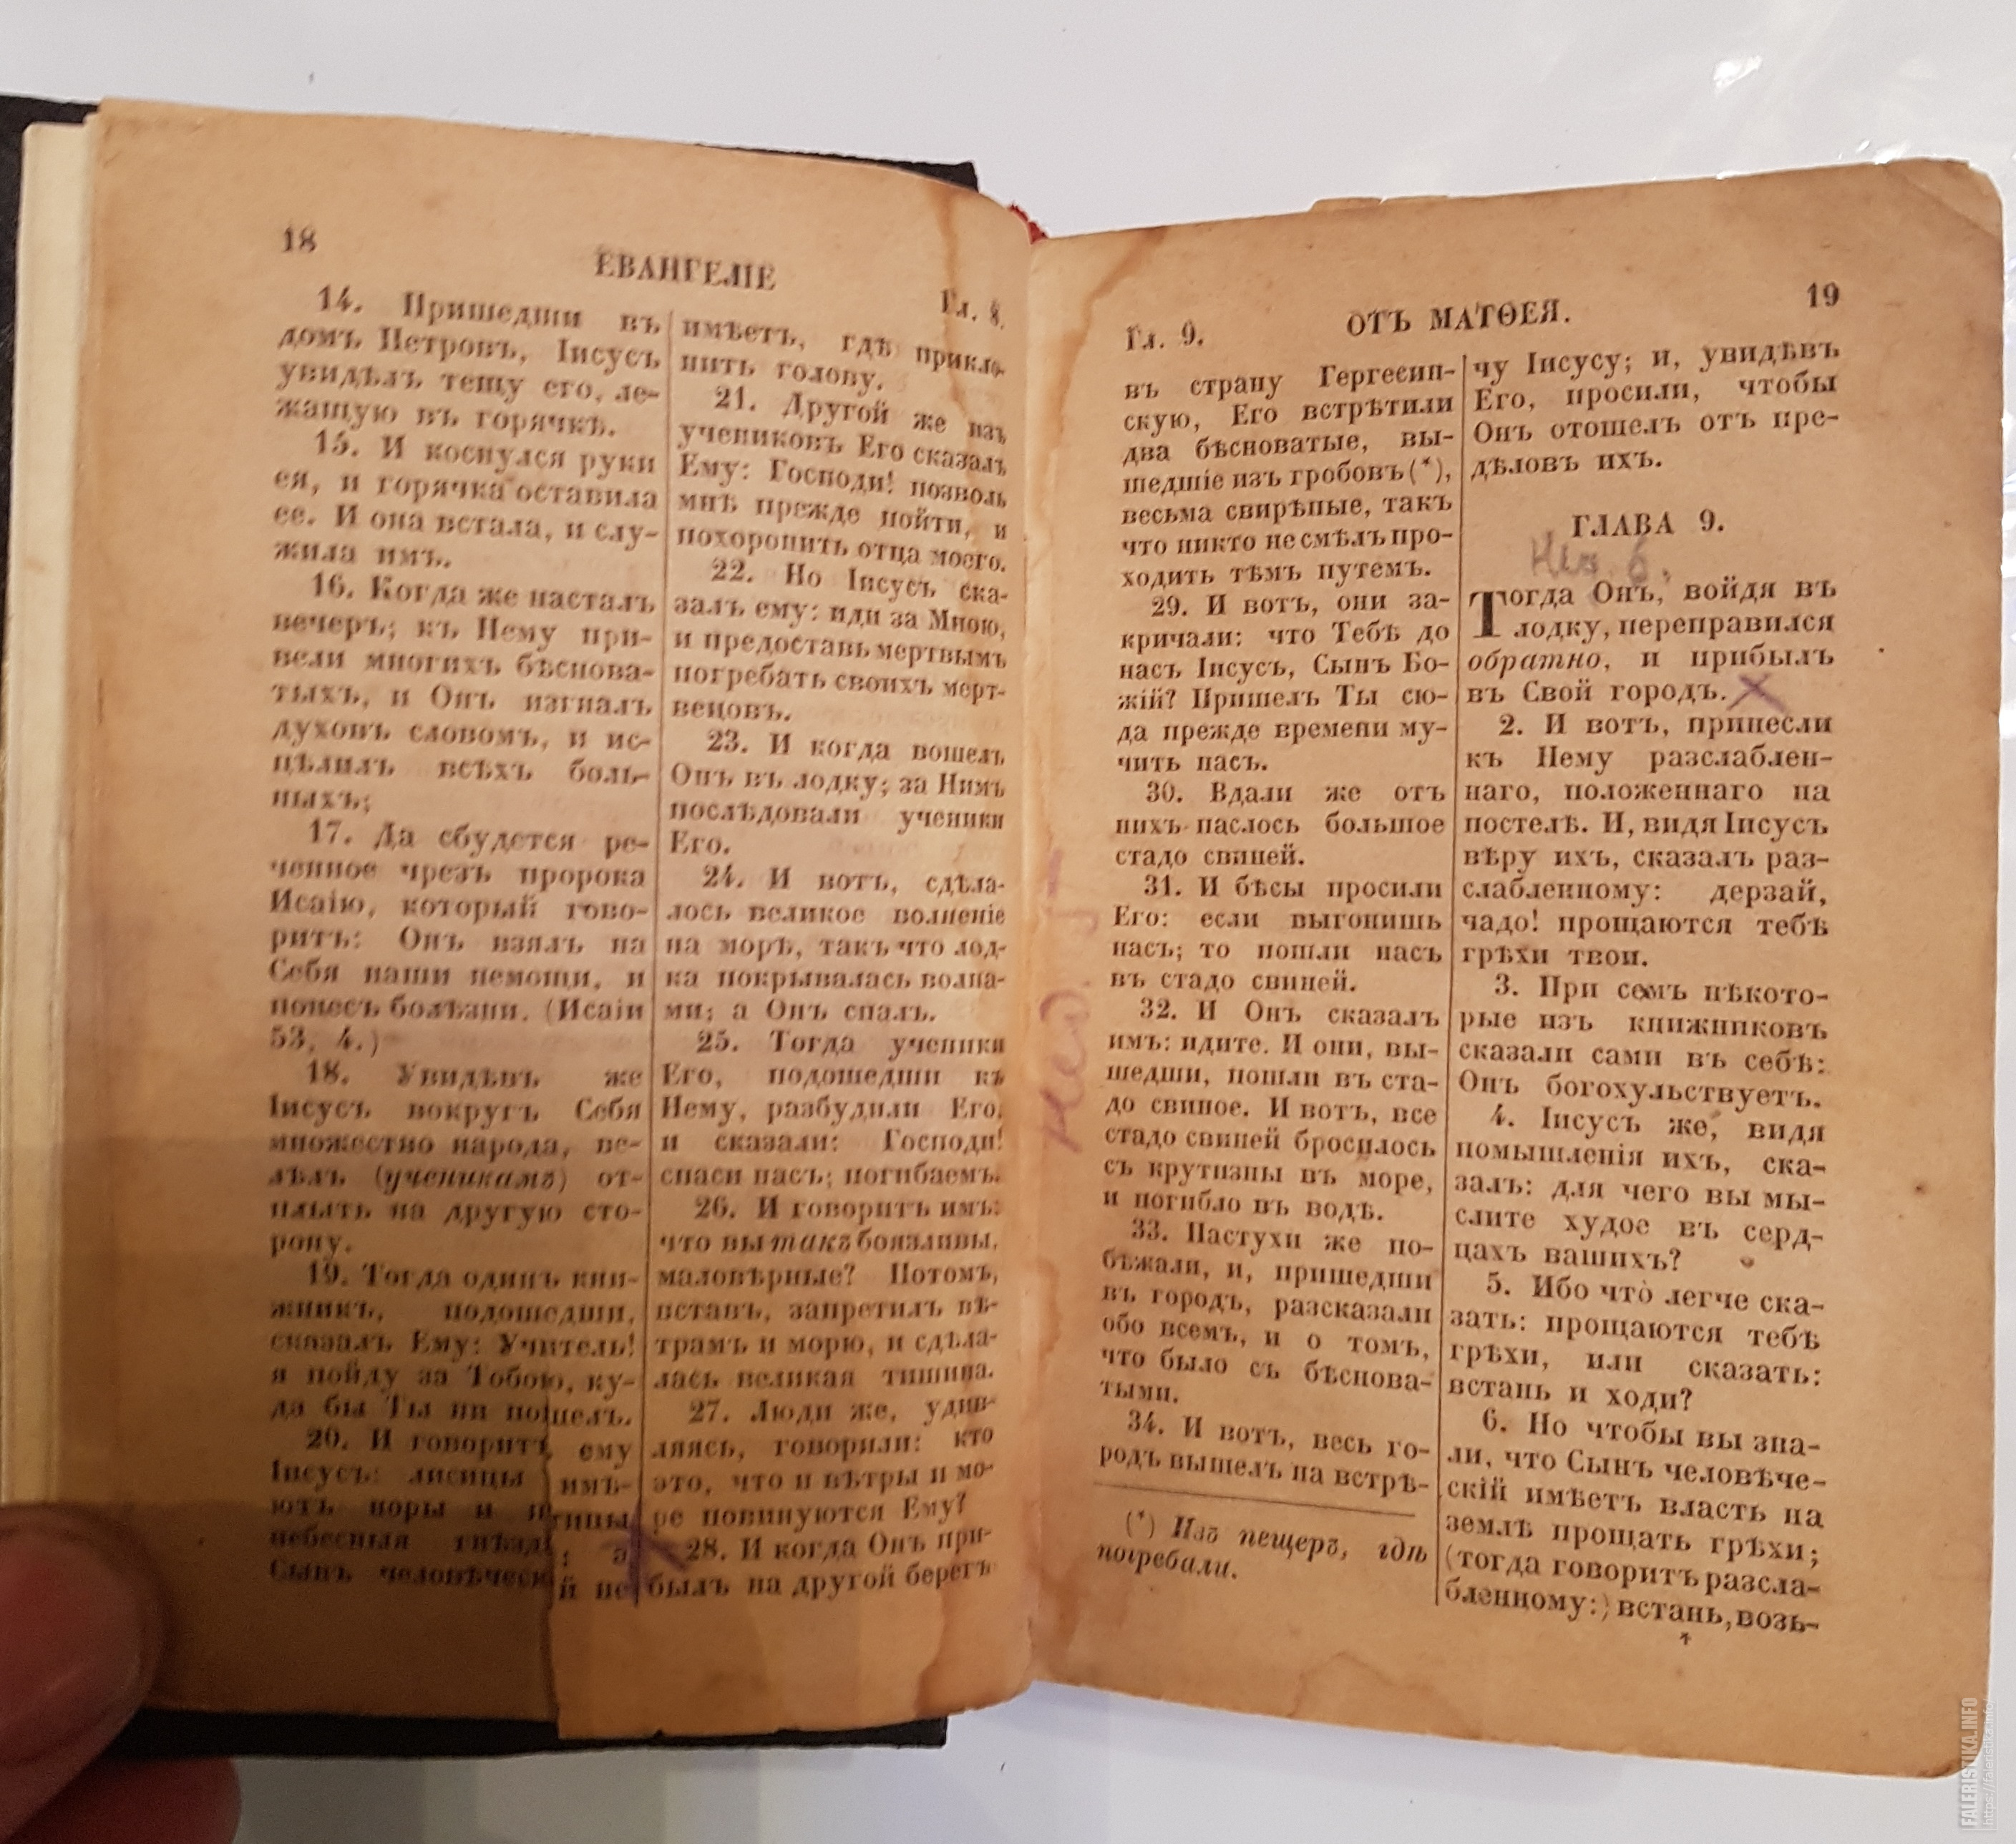 18
ЕВАНГЕЛІЕ
Гл. 8.
14. Пришедши въ
домъ Петровъ, Іисусъ
увидѣлъ тещу его, ле-
жащую въ горячкѣ.
15. И коснулся руки
ея, и горячка оставила
ее. И она встала, и слу-
жила имъ.
16. Когда же насталъ
вечеръ; къ Нему при-
вели многихъ бѣснова-
тыхъ, и Онъ изгналъ
духовъ словомъ, и ис-
цѣлилъ всѣхъ боль-
ныхъ;
17. Да сбудется ре-
ченное чрезъ пророка
Исаію, который гово-
ритъ: Онъ взялъ на
Себя наши немощи, и
понесъ болѣзни. (Исаіи
53, 4.)
18. Увидѣвъ же
Іисусъ вокругъ Себя
множество народа, ве-
лѣлъ (ученикамъ) от-
плыть на другую сто-
рону.
19. Тогда одинъ кни-
жникъ, подошедши,
сказалъ Ему: Учитель!
я пойду за Тобою, ку-
да бы Ты ни пошелъ.
20. И говоритъ ему
Іисусъ: лисицы имѣ-
ютъ норы и птицы
небесныя гнѣзда; а
Сынъ человѣческій не
имѣетъ, гдѣ прикло-
нить голову.
21. Другой же изъ
учениковъ Его сказалъ
Ему: Господи! позволь
мнѣ прежде пойти, и
похоронить отца моего.
22. Но Іисусъ ска-
залъ ему: иди за Мною,
и предоставь мертвымъ
погребать своихъ мерт-
вецовъ.
23. И когда вошелъ
Онъ въ лодку; за Нимъ
послѣдовали ученики
Его.
24. И вотъ, сдѣла-
лось великое волненіе
на морѣ, такъ что лод-
ка покрывалась волна-
ми; а Онъ спалъ.
25. Тогда ученики
Его, подошедши къ
Нему, разбудили Его,
и сказали: Господи!
спаси насъ; погибаемъ.
26. И говоритъ имъ:
что вы такъ боязливы,
маловѣрные? Потомъ,
вставъ, запретилъ вѣ-
трамъ и морю, и сдѣла-
лась великая тишина.
27. Люди же, удив-
ляясь, говорили: кто
это, что и вѣтры и мо-
ре повинуются Ему?
28. И когда Онъ при-
былъ на другой берегъ
19
ОТЪ МАТѲЕЯ.
Гл. 9.
въ страну Гергесин-
скую, Его встрѣтили
два бѣсноватые, вы-
шедшіе изъ гробовъ (*),
весьма свирѣпые, такъ
что никто не смѣлъ про-
ходить тѣмъ путемъ.
29. И вотъ, они за-
кричали: что Тебѣ до
насъ Іисусъ, Сынъ Бо-
жій? Пришелъ Ты сю-
да прежде времени му-
чить насъ.
30. Вдали же отъ
нихъ паслось большое
стадо свиней.
31. И бѣсы просили
Его: если выгонишь
насъ; то пошли насъ
въ стадо свиней.
32. И Онъ сказалъ
имъ: идите. И они, вы-
шедши, пошли въ ста-
до свиное. И вотъ, все
стадо свиней бросилось
съ крутизны въ море,
и погибло въ водѣ.
33. Пастухи же по-
бѣжали, и, пришедши
въ городъ, разсказали
обо всемъ, и о томъ,
что было съ бѣснова-
тыми.
34. И вотъ, весь го-
родъ вышелъ на встрѣ-
(*) Изъ пещеръ, гдѣ
погребали.
Нед. 5
чу Іисусу; и, увидѣвъ
Его, просили, чтобы
Онъ отошелъ отъ пре-
дѣловъ ихъ.
ГЛАВА 9.
6.
Тогда Онъ, войдя въ
лодку, переправился
обратно, и прибылъ
въ Свой городъ.
2. И вотъ, принесли
къ Нему разслаблен-
наго, положеннаго на
постелѣ. И, видя Іисусъ
вѣру ихъ, сказалъ раз-
слабленному: дерзай,
чадо! прощаются тебѣ
грѣхи твои.
3. При семъ нѣкото-
рые изъ книжниковъ
сказали сами въ себѣ:
Онъ богохульствуетъ.
4. Іисусъ же, видя
помышленія ихъ, ска-
залъ: для чего вы мы-
слите худое въ серд-
цахъ вашихъ?
5. Ибо что̀ легче ска-
зать: прощаются тебѣ
грѣхи, или сказать:
встань и ходи?
6. Но чтобы вы зна-
ли, что Сынъ человѣче-
скій имѣетъ власть на
землѣ прощать грѣхи;
(тогда говоритъ разсла-
бленному:) встань, возь-
*
FALERISTIKA.INFO
https://faleristika.info/